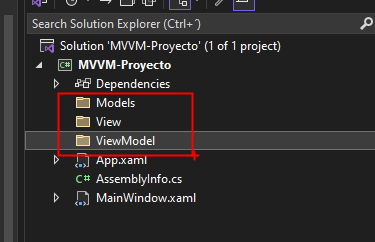 Search Solution Explorer (Ctrl+´)
Solution 'MVVM-Proyecto' (1 of 1 project)
C# MVVM-Proyecto
Dependencies
Models
View
ViewModel
App.xaml
C# AssemblyInfo.cs
MainWindow.xaml